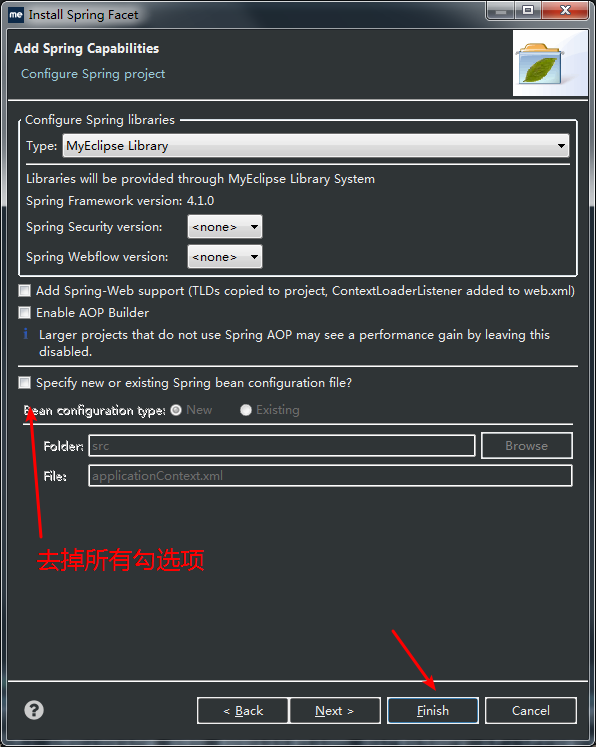 me Install Spring Facet
Add Spring Capabilities
Configure Spring project
Configure Spring libraries
Type: MyEclipse Library
Libraries will be provided through MyEclipse Library System
Spring Framework version: 4.1.0
Spring Security version: <none>
Spring Webflow version: <none>
Add Spring-Web support (TLDs copied to project, ContextLoaderListener added to web.xml)
Enable AOP Builder
i Larger projects that do not use Spring AOP may see a performance gain by leaving this
disabled.
Specify new or existing Spring bean configuration file?
Bean configuration type: New Existing
Folder: src Browse
File: applicationContext.xml
去掉所有勾选项
? < Back Next > Finish Cancel